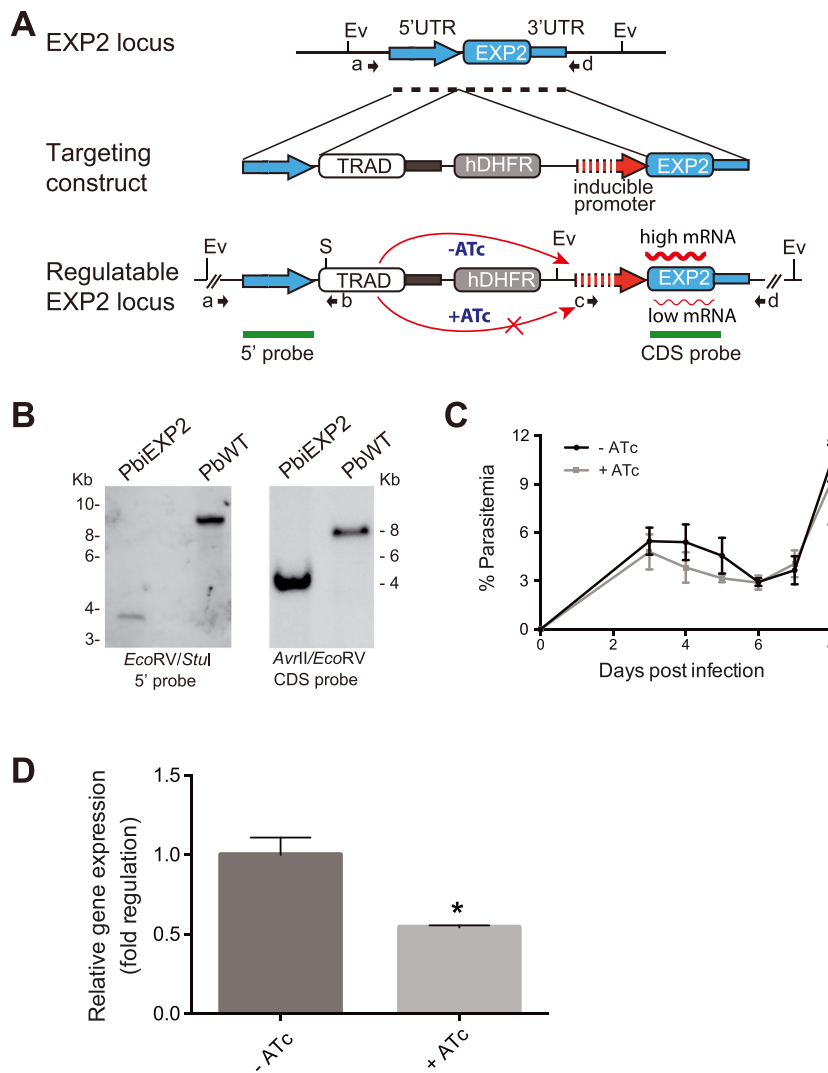 A
EXP2 locus
Ev
5’UTR
3’UTR
Ev
EXP2
a
d
Targeting
construct
TRAD
hDHFR
EXP2
inducible
promoter
Regulatable
EXP2 locus
Ev
S
-ATc
Ev
high mRNA
Ev
TRAD
hDHFR
EXP2
a
b
+ATc
c
low mRNA
d
5’ probe
CDS probe
B
PbiEXP2
PbWT
Kb
10-
8-
6-
4-
3-
EcoRV/StuI
5’ probe
PbiEXP2
PbWT
Kb
- 8
- 6
- 4
AvrII/EcoRV
CDS probe
C
% Parasitemia
12
9
6
3
0
- ATc
+ ATc
0 2 4 6
Days post infection
D
Relative gene expression
(fold regulation)
1.5
1.0
0.5
0.0
*
- ATc
+ ATc